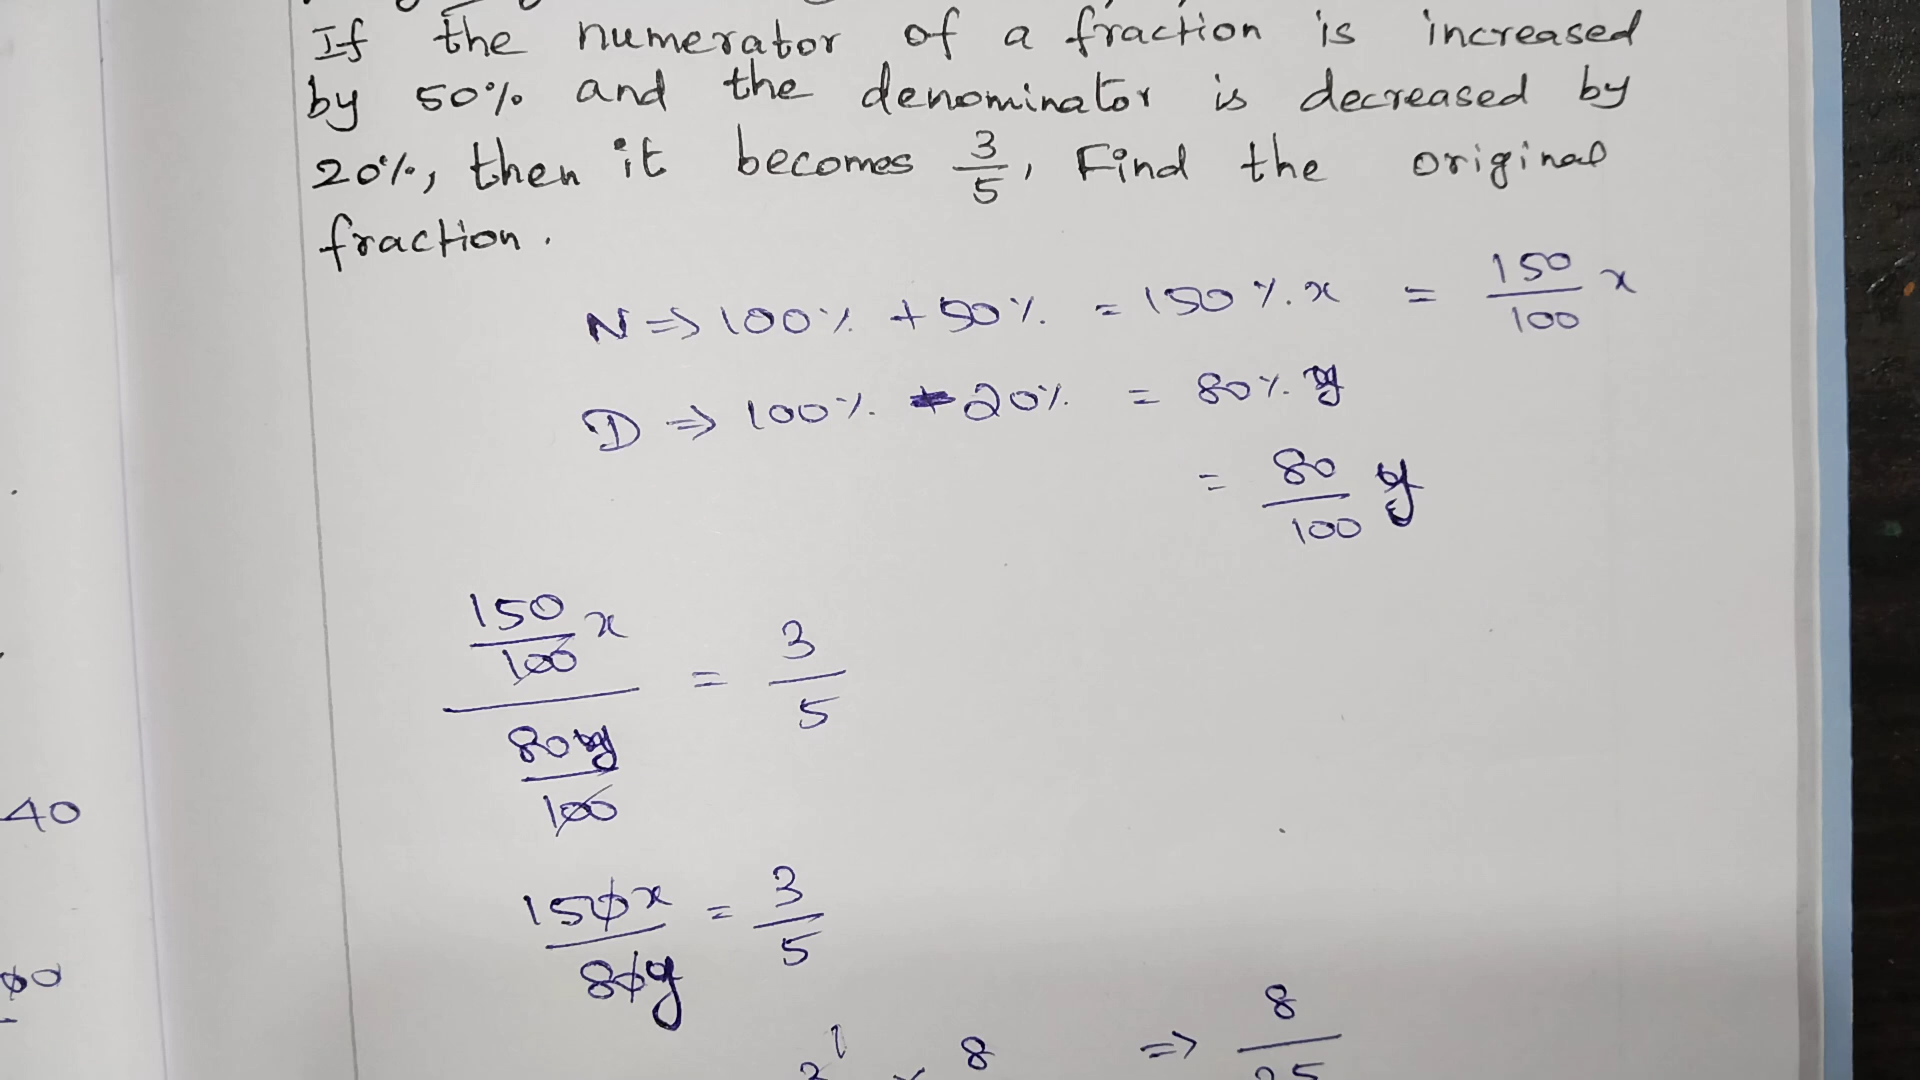 If the numerator of a fraction is increased
by 50% and the denominator is decreased by
20%, then it becomes 3/5, Find the original
fraction.
N => 100% + 50% = 150%. x = 150/100 x
D => 100% - 20% = 80%. y
= 80/100 y
150/100 x / 80y/100 = 3/5
40
150x/80y = 3/5
8 => 8